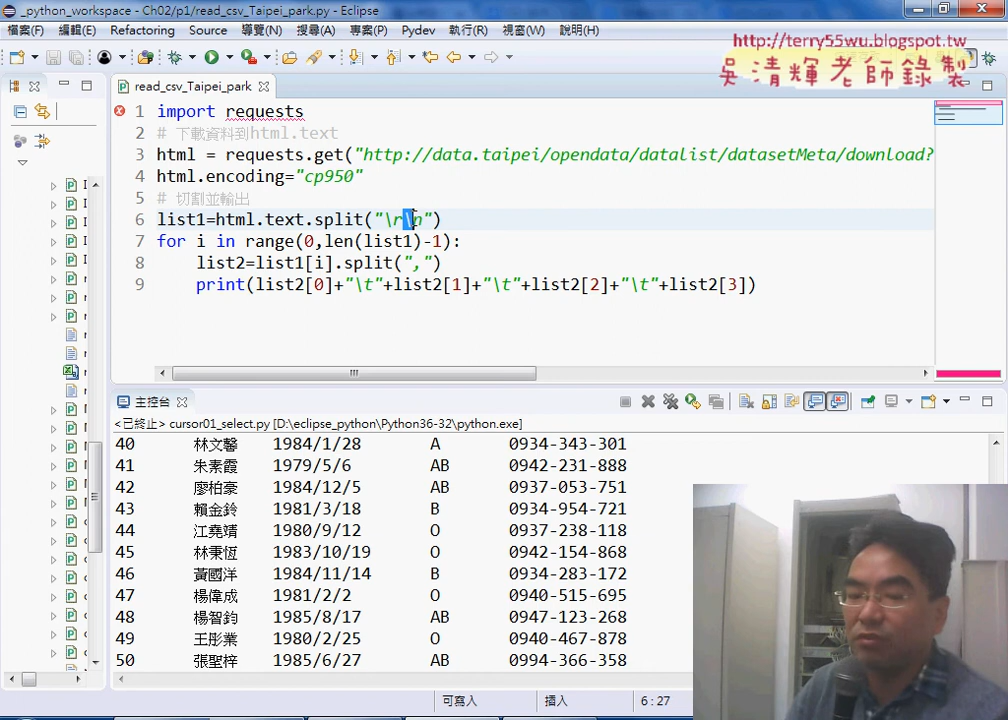 _python_workspace - Ch02/p1/read_csv_Taipei_park.py - Eclipse
檔案(F) 編輯(E) Refactoring Source 導覽(N) 搜尋(A) 專案(P) Pydev 執行(R) 視窗(W) 說明(H)
http://terry55wu.blogspot.tw
吳清輝老師錄製
read_csv_Taipei_park
1 import requests
2 # 下載資料到html.text
3 html = requests.get("http://data.taipei/opendata/datalist/datasetMeta/download?
4 html.encoding="cp950"
5 # 切割並輸出
6 list1=html.text.split("\r\n")
7 for i in range(0,len(list1)-1):
8 list2=list1[i].split(",")
9 print(list2[0]+"\t"+list2[1]+"\t"+list2[2]+"\t"+list2[3])
主控台
<已終止> cursor01_select.py [D:\eclipse_python\Python36-32\python.exe]
40 林文馨 1984/1/28 A 0934-343-301
41 朱素霞 1979/5/6 AB 0942-231-888
42 廖柏豪 1984/12/5 AB 0937-053-751
43 賴金鈴 1981/3/18 B 0934-954-721
44 江堯靖 1980/9/12 O 0937-238-118
45 林秉恆 1983/10/19 O 0942-154-868
46 黃國洋 1984/11/14 B 0934-283-172
47 楊偉成 1981/2/2 O 0940-515-695
48 楊智鈞 1985/8/17 AB 0947-123-268
49 王彤業 1980/2/25 O 0940-467-878
50 張聖梓 1985/6/27 AB 0994-366-358
可寫入 插入 6:27